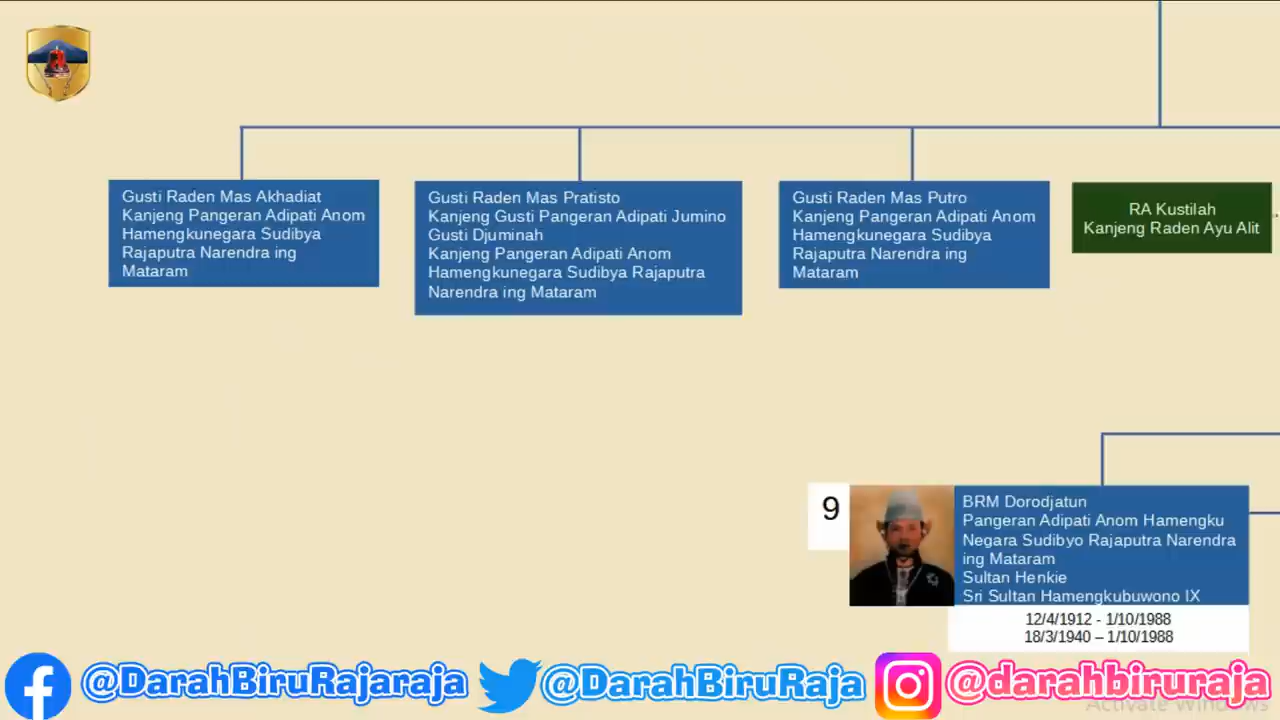 Gusti Raden Mas Akhadiat
Kanjeng Pangeran Adipati Anom
Hamengkunegara Sudibya
Rajaputra Narendra ing
Mataram
Gusti Raden Mas Pratisto
Kanjeng Gusti Pangeran Adipati Jumino
Gusti Djuminah
Kanjeng Pangeran Adipati Anom
Hamengkunegara Sudibya Rajaputra
Narendra ing Mataram
Gusti Raden Mas Putro
Kanjeng Pangeran Adipati Anom
Hamengkunegara Sudibya
Rajaputra Narendra ing
Mataram
RA Kustilah
Kanjeng Raden Ayu Alit
9
BRM Dorodjatun
Pangeran Adipati Anom Hamengku
Negara Sudibyo Rajaputra Narendra
ing Mataram
Sultan Henkie
Sri Sultan Hamengkubuwono IX
12/4/1912 - 1/10/1988
18/3/1940 – 1/10/1988
@DarahBiruRajaraja
@DarahBiruRaja
@darahbiruraja
Activate Windows